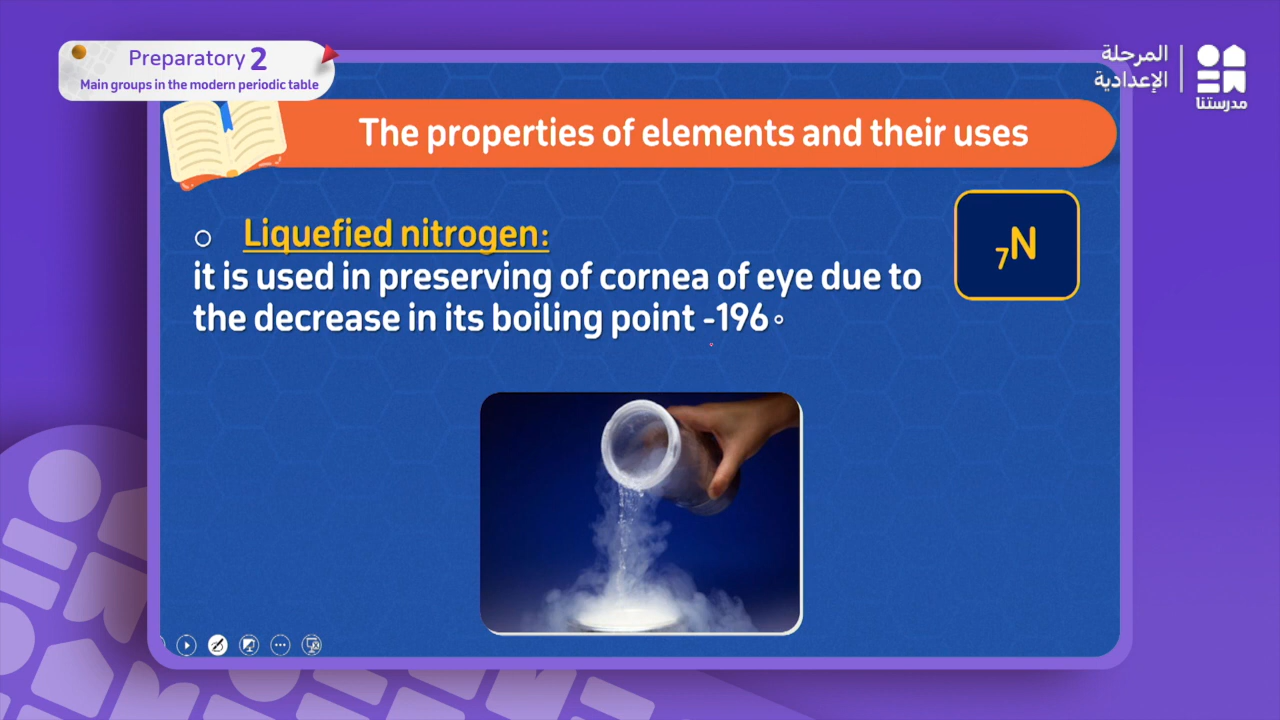 Preparatory 2
Main groups in the modern periodic table
المرحلة
الإعدادية
مدرستنا
The properties of elements and their uses
Liquefied nitrogen:
it is used in preserving of cornea of eye due to
the decrease in its boiling point -196°
₇N